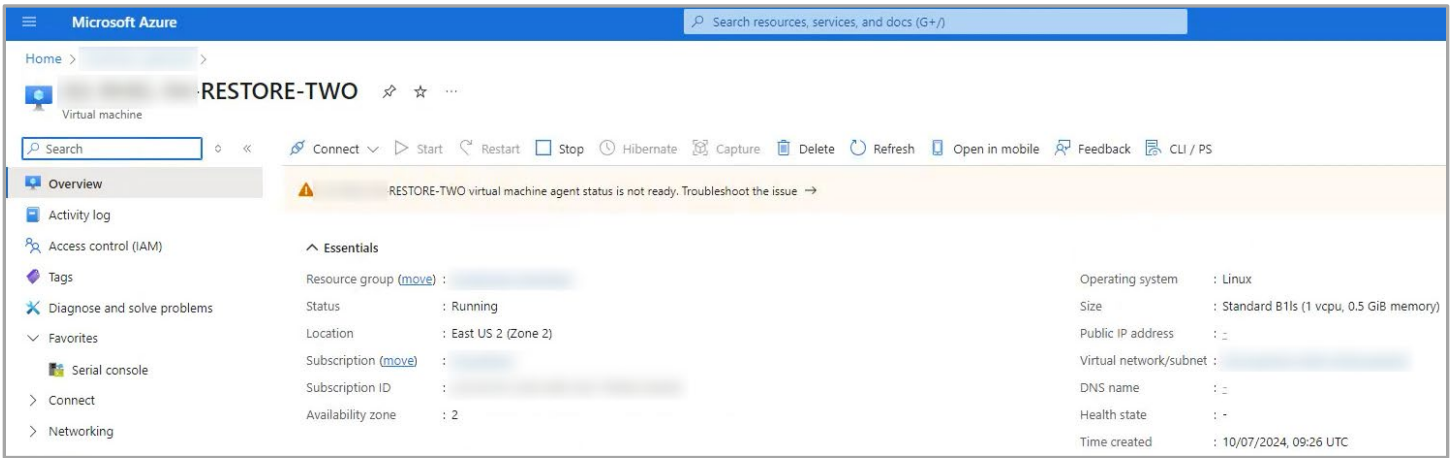 Microsoft Azure
Search resources, services, and docs (G+/)
Home > >
-RESTORE-TWO
Virtual machine
Search
Connect Start Restart Stop Hibernate Capture Delete Refresh Open in mobile Feedback CLI / PS
Overview
RESTORE-TWO virtual machine agent status is not ready. Troubleshoot the issue →
Activity log
Access control (IAM)
Essentials
Tags
Resource group (move) :
Operating system : Linux
Diagnose and solve problems
Status : Running
Size : Standard B1ls (1 vcpu, 0.5 GiB memory)
Favorites
Location : East US 2 (Zone 2)
Public IP address : -
Serial console
Subscription (move) :
Virtual network/subnet :
Connect
Subscription ID :
DNS name : -
Networking
Availability zone : 2
Health state : -
Time created : 10/07/2024, 09:26 UTC